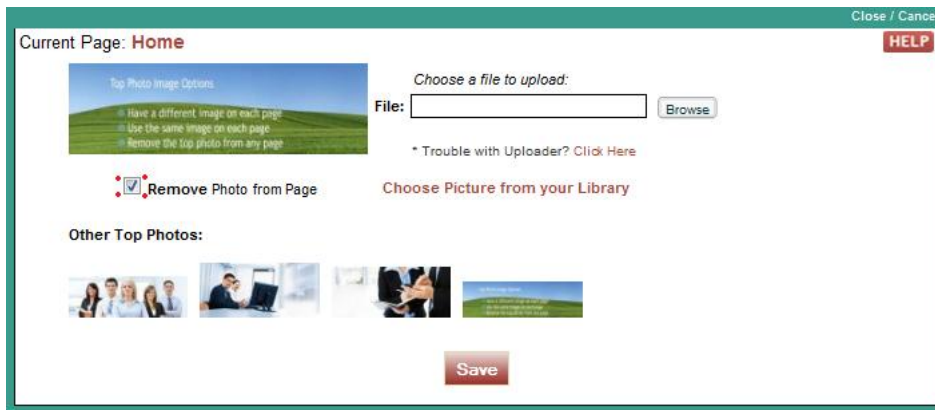 Close / Cance
Current Page: Home
HELP
Top Photo Image Options
Have a different image on each page
Use the same image on each page
Remove the top photo from any page
Choose a file to upload:
File:
Browse
* Trouble with Uploader? Click Here
Remove Photo from Page
Choose Picture from your Library
Other Top Photos:
Save